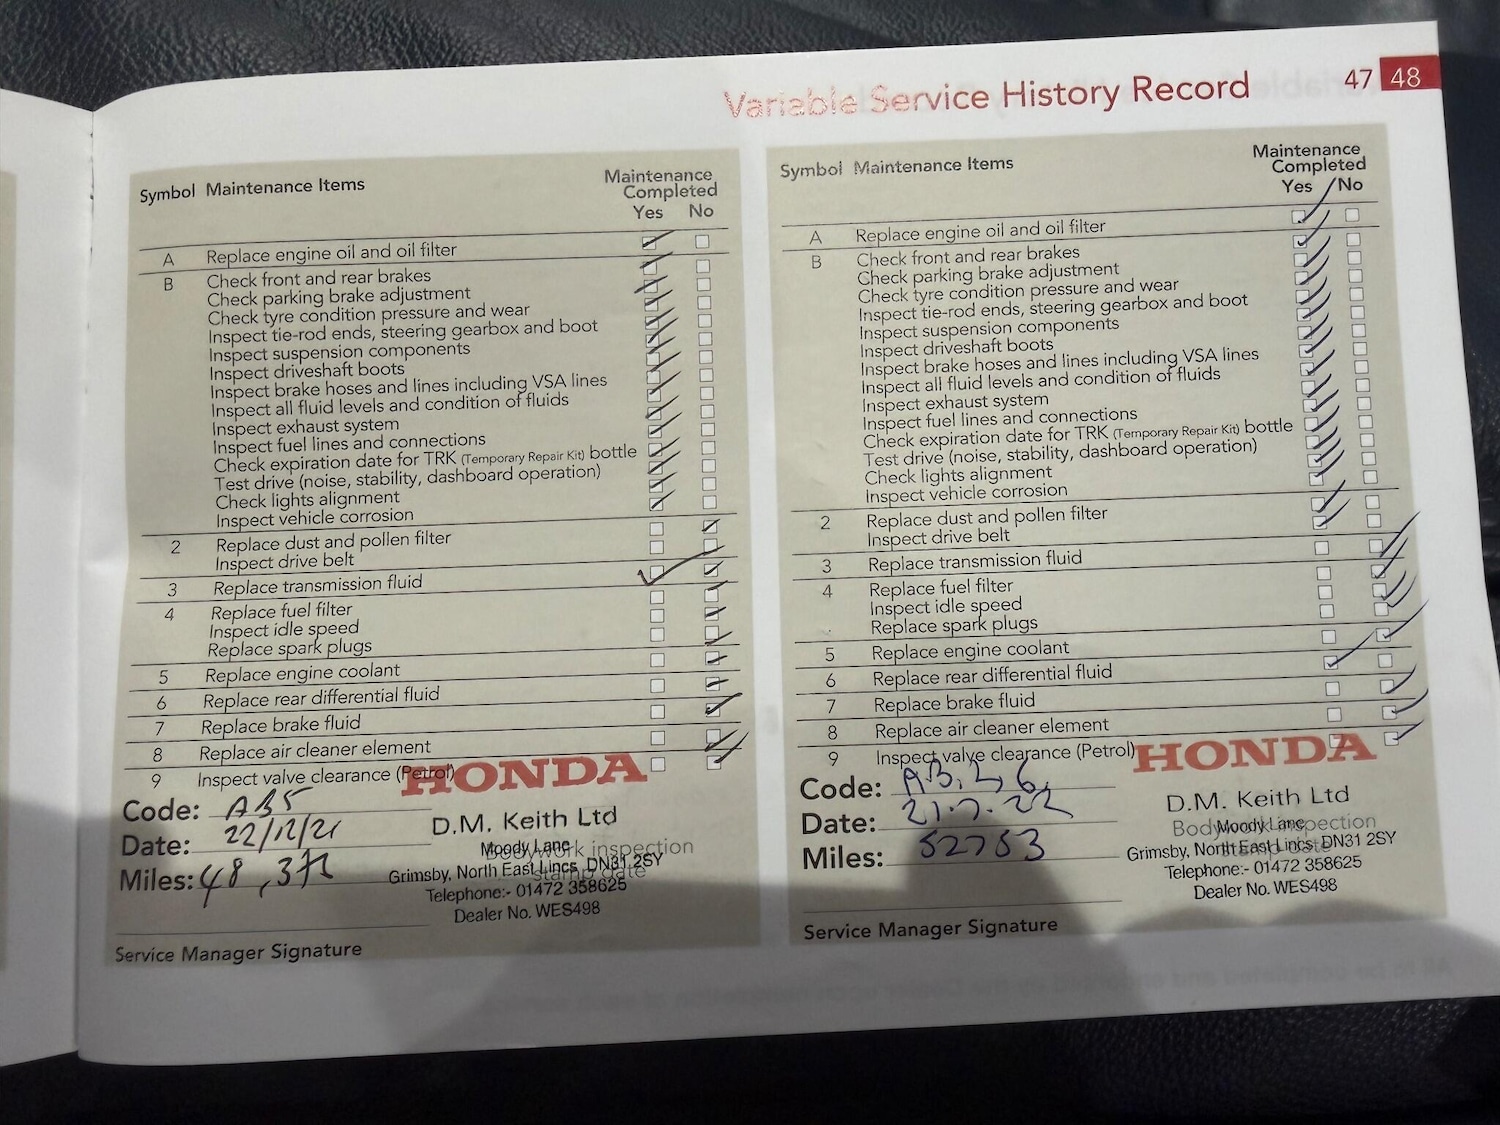 Variable Service History Record 47 48
Symbol Maintenance Items Maintenance Completed
Yes No
A Replace engine oil and oil filter
B Check front and rear brakes
Check parking brake adjustment
Check tyre condition pressure and wear
Inspect tie-rod ends, steering gearbox and boot
Inspect suspension components
Inspect driveshaft boots
Inspect brake hoses and lines including VSA lines
Inspect all fluid levels and condition of fluids
Inspect exhaust system
Inspect fuel lines and connections
Check expiration date for TRK (Temporary Repair Kit) bottle
Test drive (noise, stability, dashboard operation)
Check lights alignment
Inspect vehicle corrosion
2 Replace dust and pollen filter
Inspect drive belt
3 Replace transmission fluid
4 Replace fuel filter
Inspect idle speed
Replace spark plugs
5 Replace engine coolant
6 Replace rear differential fluid
7 Replace brake fluid
8 Replace air cleaner element
9 Inspect valve clearance (Petrol)
HONDA
Code: AB5
D.M. Keith Ltd
Date: 22/12/21
Bodywork inspection
stamp date
Moody Lane
Miles: 48,
Grimsby, North East Lincs, DN31 2SY
Telephone:- 01472 358625
Dealer No. WES498
Service Manager Signature
Symbol Maintenance Items Maintenance Completed
Yes No
A Replace engine oil and oil filter
B Check front and rear brakes
Check parking brake adjustment
Check tyre condition pressure and wear
Inspect tie-rod ends, steering gearbox and boot
Inspect suspension components
Inspect driveshaft boots
Inspect brake hoses and lines including VSA lines
Inspect all fluid levels and condition of fluids
Inspect exhaust system
Inspect fuel lines and connections
Check expiration date for TRK (Temporary Repair Kit) bottle
Test drive (noise, stability, dashboard operation)
Check lights alignment
Inspect vehicle corrosion
2 Replace dust and pollen filter
Inspect drive belt
3 Replace transmission fluid
4 Replace fuel filter
Inspect idle speed
Replace spark plugs
5 Replace engine coolant
6 Replace rear differential fluid
7 Replace brake fluid
8 Replace air cleaner element
9 Inspect valve clearance (Petrol)
HONDA
Code: AB, 2, 6,
D.M. Keith Ltd
Date: 21.7.22
Bodywork inspection
stamp date
Moody Lane
Miles: 52753
Grimsby, North East Lincs, DN31 2SY
Telephone:- 01472 358625
Dealer No. WES498
Service Manager Signature